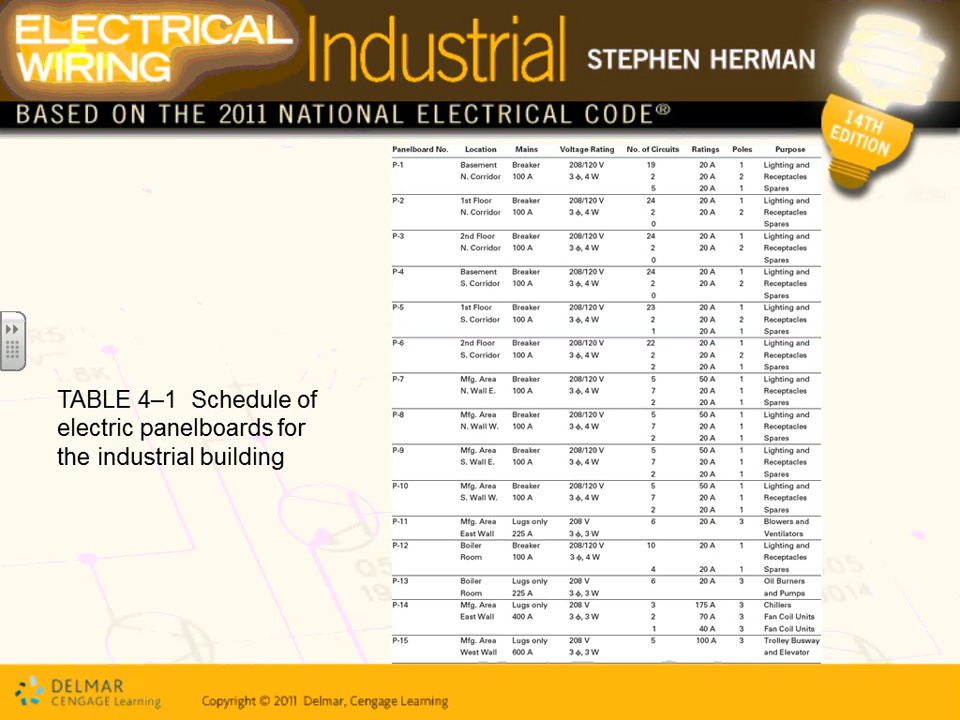 ELECTRICAL
WIRING
Industrial
STEPHEN HERMAN
BASED ON THE 2011 NATIONAL ELECTRICAL CODE®
14TH
EDITION
TABLE 4–1 Schedule of
electric panelboards for
the industrial building
Panelboard No. Location Mains Voltage Rating No. of Circuits Ratings Poles Purpose
P-1 Basement Breaker 208/120 V 19 20 A 1 Lighting and
N. Corridor 100 A 3 ϕ, 4 W 2 20 A 2 Receptacles
5 20 A 1 Spares
P-2 1st Floor Breaker 208/120 V 24 20 A 1 Lighting and
N. Corridor 100 A 3 ϕ, 4 W 2 20 A 2 Receptacles
0 Spares
P-3 2nd Floor Breaker 208/120 V 24 20 A 1 Lighting and
N. Corridor 100 A 3 ϕ, 4 W 2 20 A 2 Receptacles
0 Spares
P-4 Basement Breaker 208/120 V 24 20 A 1 Lighting and
S. Corridor 100 A 3 ϕ, 4 W 2 20 A 2 Receptacles
0 Spares
P-5 1st Floor Breaker 208/120 V 23 20 A 1 Lighting and
S. Corridor 100 A 3 ϕ, 4 W 2 20 A 2 Receptacles
1 20 A 1 Spares
P-6 2nd Floor Breaker 208/120 V 22 20 A 1 Lighting and
S. Corridor 100 A 3 ϕ, 4 W 2 20 A 2 Receptacles
2 20 A 1 Spares
P-7 Mfg. Area Breaker 208/120 V 5 50 A 1 Lighting and
N. Wall E. 100 A 3 ϕ, 4 W 7 20 A 1 Receptacles
2 20 A 1 Spares
P-8 Mfg. Area Breaker 208/120 V 5 50 A 1 Lighting and
N. Wall W. 100 A 3 ϕ, 4 W 7 20 A 1 Receptacles
2 20 A 1 Spares
P-9 Mfg. Area Breaker 208/120 V 5 50 A 1 Lighting and
S. Wall E. 100 A 3 ϕ, 4 W 7 20 A 1 Receptacles
2 20 A 1 Spares
P-10 Mfg. Area Breaker 208/120 V 5 50 A 1 Lighting and
S. Wall W. 100 A 3 ϕ, 4 W 7 20 A 1 Receptacles
2 20 A 1 Spares
P-11 Mfg. Area Lugs only 208 V 6 20 A 3 Blowers and
East Wall 225 A 3 ϕ, 3 W Ventilators
P-12 Boiler Breaker 208/120 V 10 20 A 1 Lighting and
Room 100 A 3 ϕ, 4 W Receptacles
4 20 A 1 Spares
P-13 Boiler Lugs only 208 V 6 20 A 3 Oil Burners
Room 225 A 3 ϕ, 3 W and Pumps
P-14 Mfg. Area Lugs only 208 V 3 175 A 3 Chillers
East Wall 400 A 3 ϕ, 3 W 2 70 A 3 Fan Coil Units
1 40 A 3 Fan Coil Units
P-15 Mfg. Area Lugs only 208 V 5 100 A 3 Trolley Busway
West Wall 600 A 3 ϕ, 3 W and Elevator
DELMAR
CENGAGE Learning
Copyright © 2011 Delmar, Cengage Learning